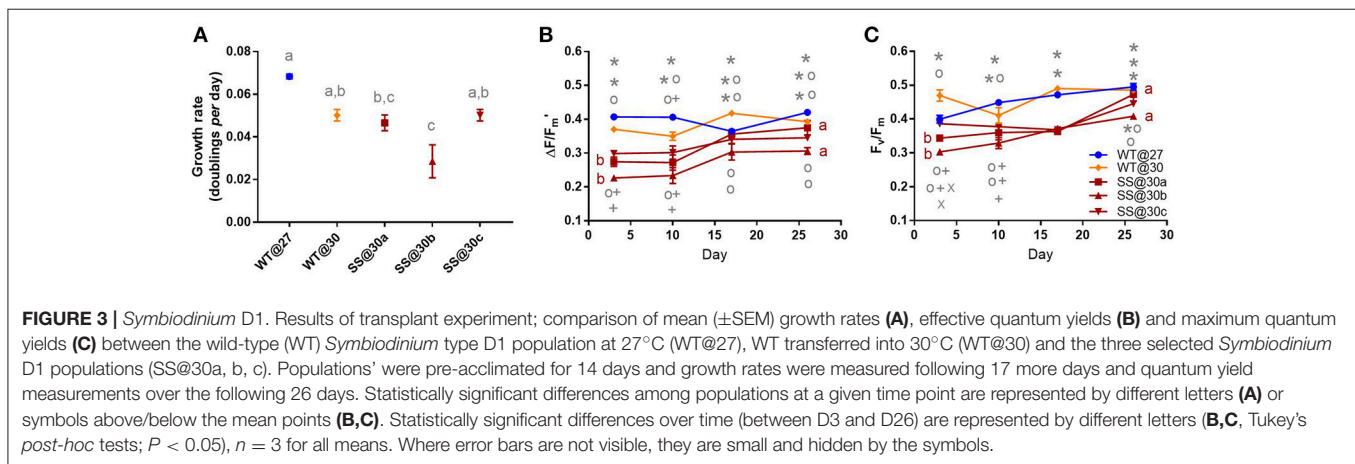 A
B
C
0.08
0.06
0.04
0.02
0.00
Growth rate
(doublings per day)
a
a,b
b,c
c
a,b
WT@27
WT@30
SS@30a
SS@30b
SS@30c
0.6
0.5
0.4
0.3
0.2
0.1
ΔF/Fm'
* * * *
* *o *o *o
o o+ *o *o
b
b
a
a
o+ o+ o o
+ o+ o o
+
0 5 10 15 20 25 30
Day
0.6
0.5
0.4
0.3
0.2
0.1
Fv/Fm
* * * *
o *o * *
*
b
b
a
a
*o
o
o+ o+
o+x o+
x +
WT@27
WT@30
SS@30a
SS@30b
SS@30c
0 5 10 15 20 25 30
Day
FIGURE 3 | Symbiodinium D1. Results of transplant experiment; comparison of mean (±SEM) growth rates (A), effective quantum yields (B) and maximum quantum
yields (C) between the wild-type (WT) Symbiodinium type D1 population at 27°C (WT@27), WT transferred into 30°C (WT@30) and the three selected Symbiodinium
D1 populations (SS@30a, b, c). Populations' were pre-acclimated for 14 days and growth rates were measured following 17 more days and quantum yield
measurements over the following 26 days. Statistically significant differences among populations at a given time point are represented by different letters (A) or
symbols above/below the mean points (B,C). Statistically significant differences over time (between D3 and D26) are represented by different letters (B,C, Tukey's
post-hoc tests; P < 0.05), n = 3 for all means. Where error bars are not visible, they are small and hidden by the symbols.